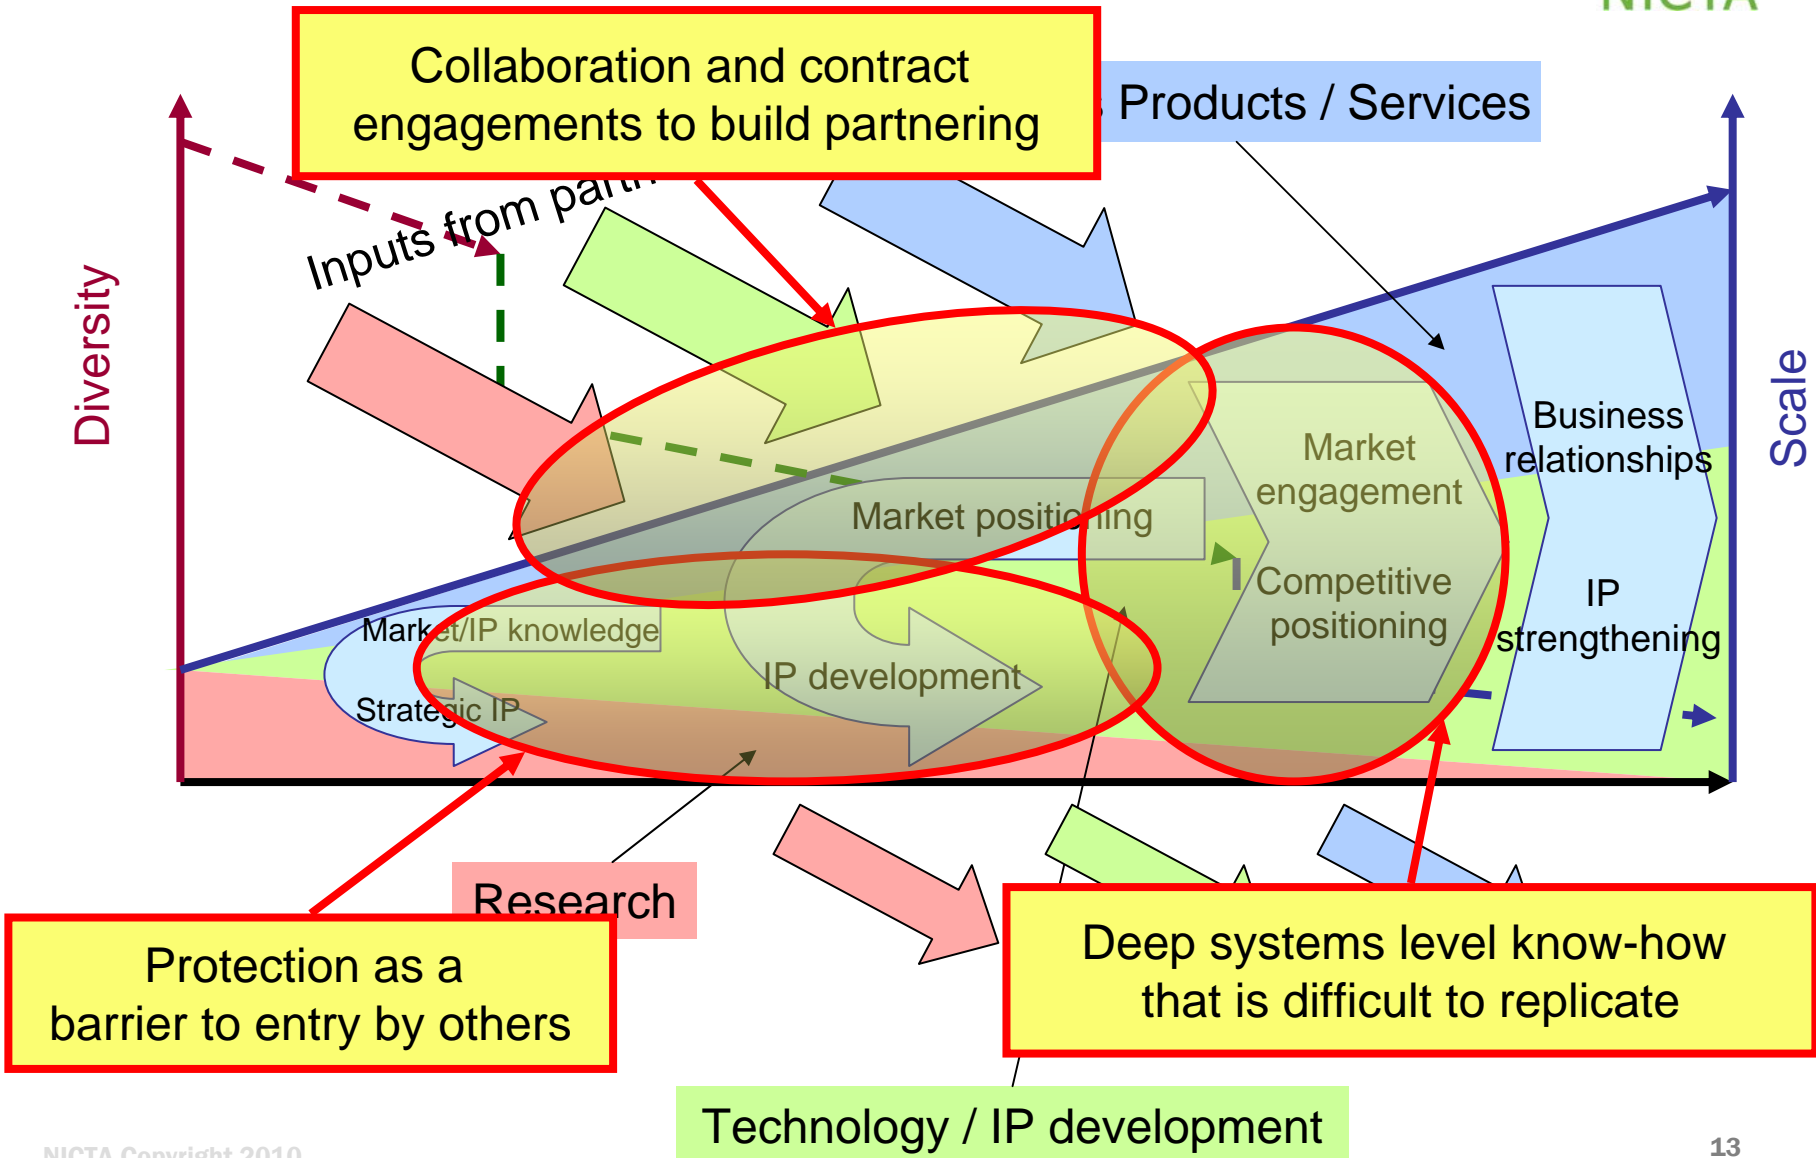 NICTA
Collaboration and contract
engagements to build partnering
Products / Services
Inputs from
Diversity
Scale
Business
relationships
Market
engagement
Market positioning
Competitive
positioning
IP
strengthening
Market/IP knowledge
IP development
Strategic IP
Research
Protection as a
barrier to entry by others
Deep systems level know-how
that is difficult to replicate
Technology / IP development
NICTA Copyright 2010
13